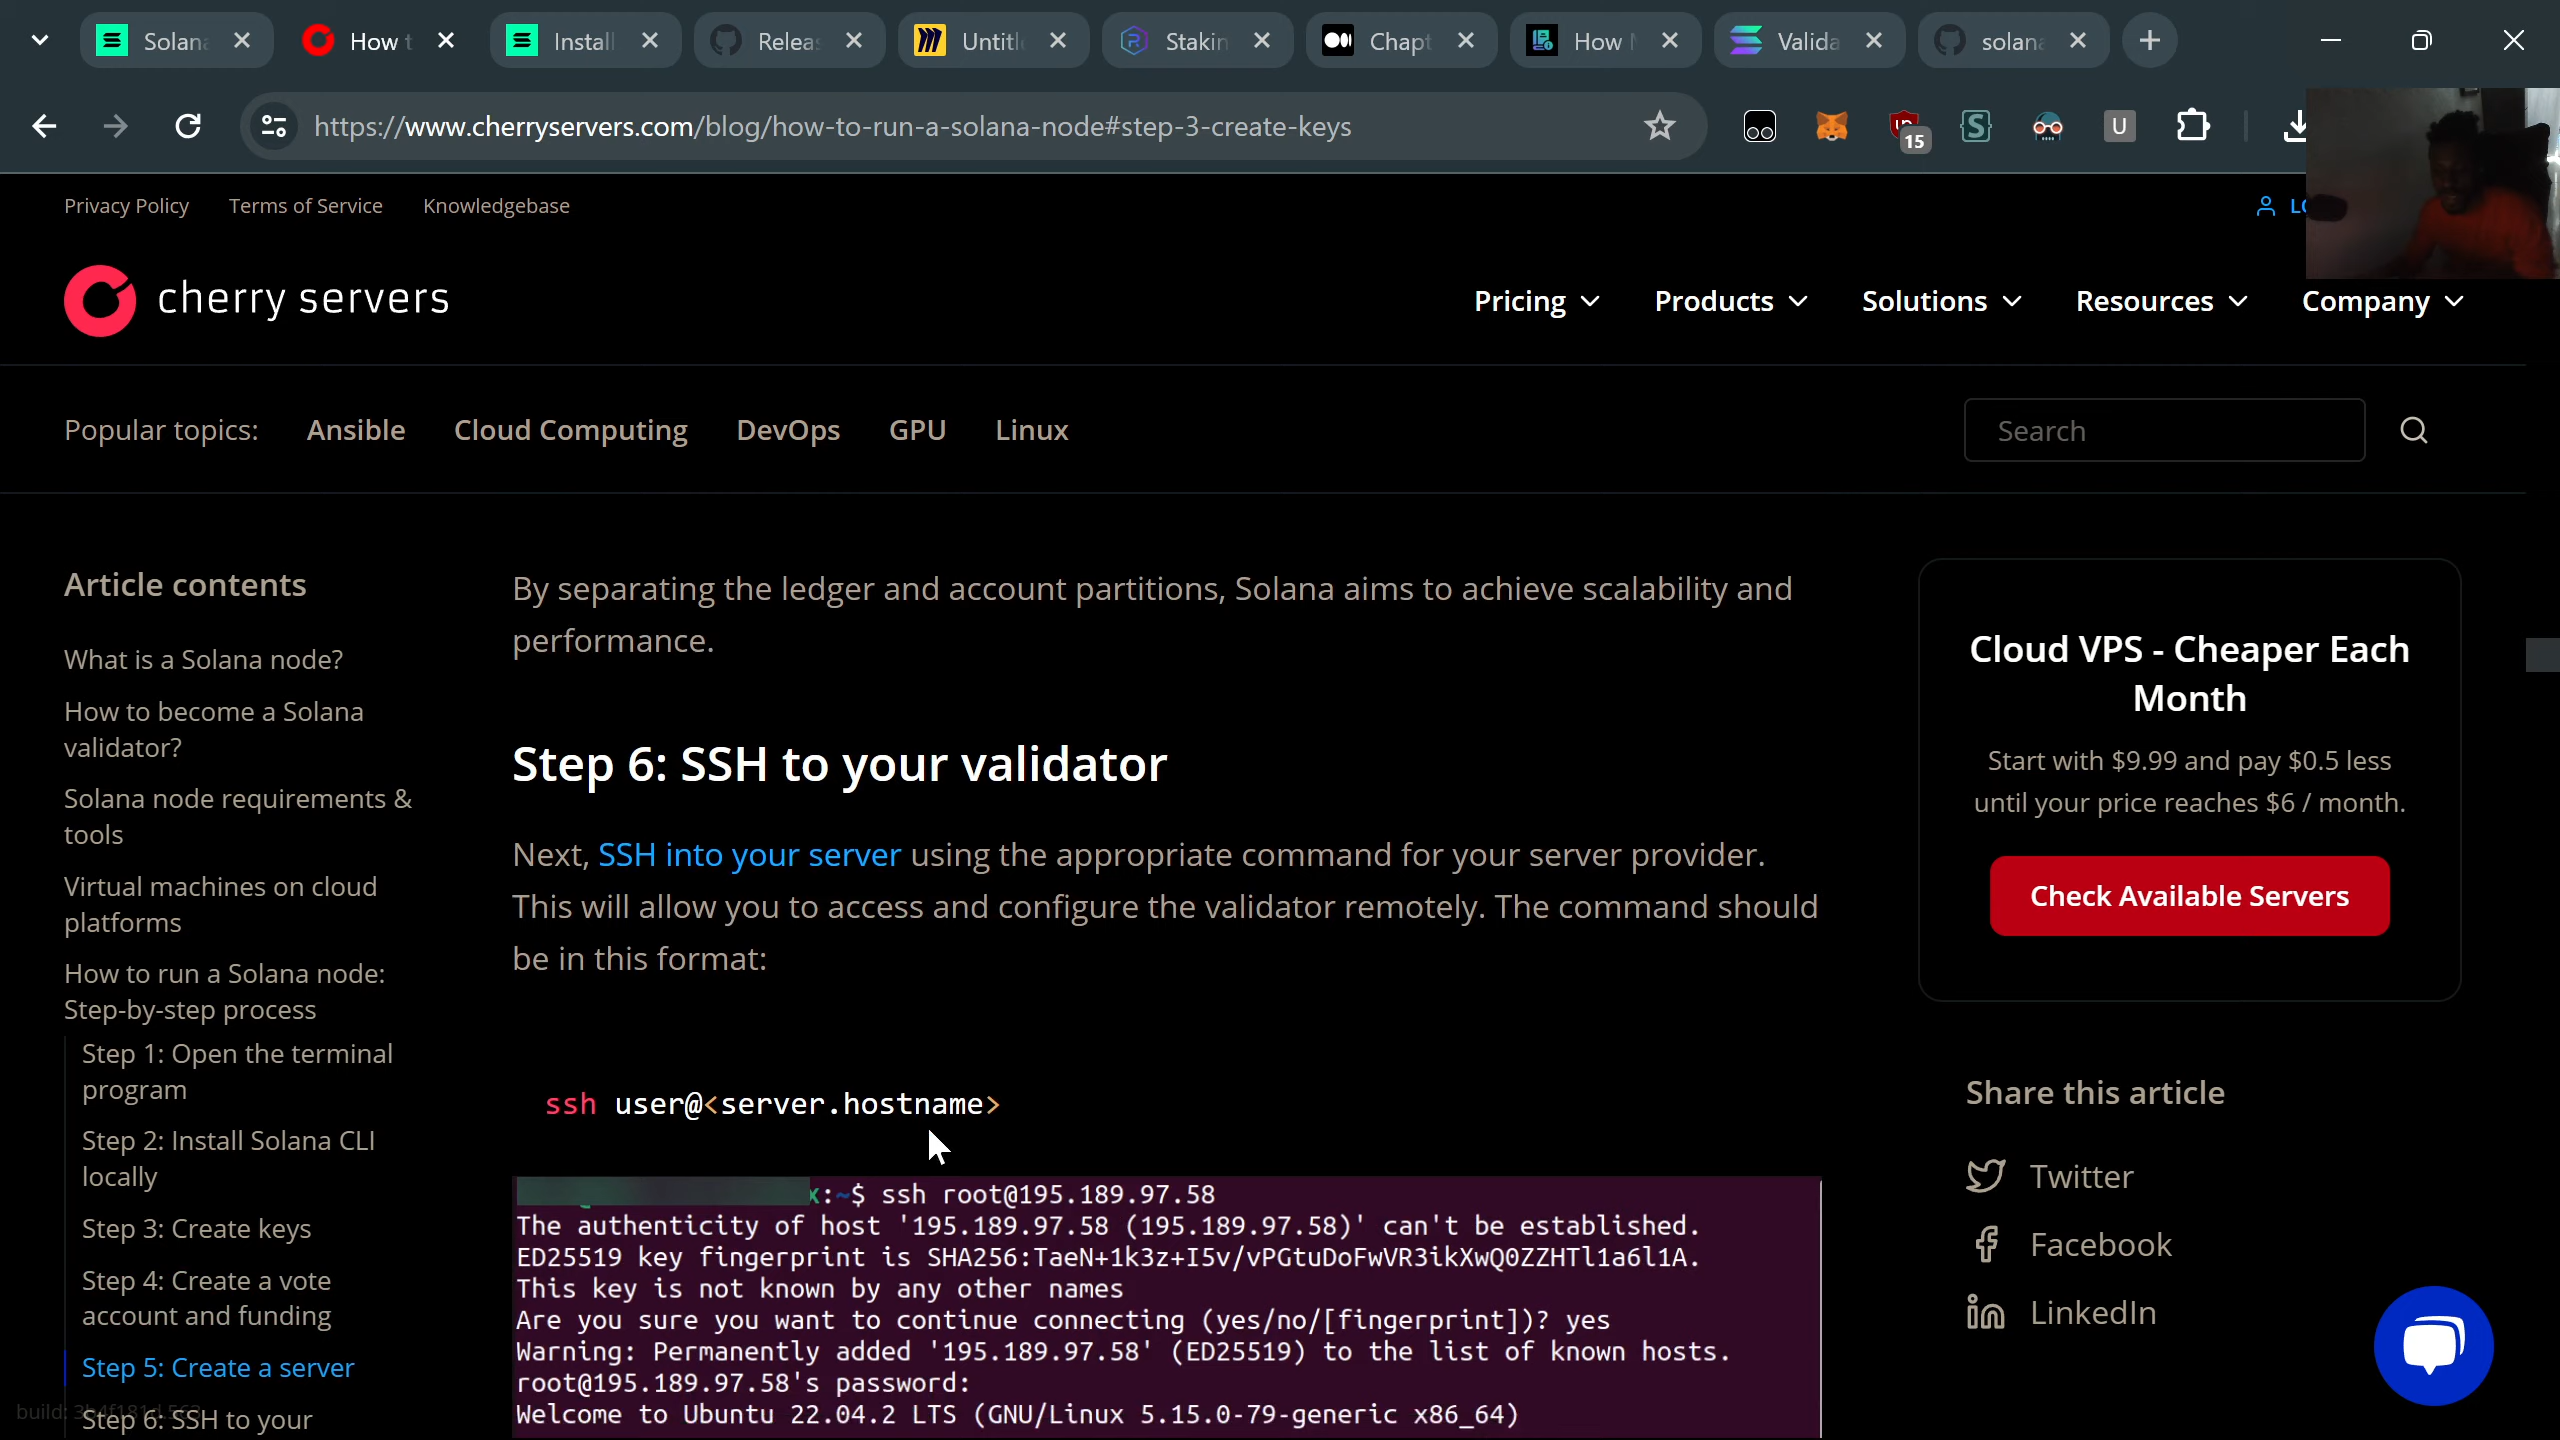 Solan
How t
Install
Relea
Untitl
Stakin
Chapt
How
Valida
solana
https://www.cherryservers.com/blog/how-to-run-a-solana-node#step-3-create-keys
15
U
Privacy Policy
Terms of Service
Knowledgebase
cherry servers
Pricing
Products
Solutions
Resources
Company
Popular topics:
Ansible
Cloud Computing
DevOps
GPU
Linux
Search
Article contents
What is a Solana node?
How to become a Solana
validator?
Solana node requirements &
tools
Virtual machines on cloud
platforms
How to run a Solana node:
Step-by-step process
Step 1: Open the terminal
program
Step 2: Install Solana CLI
locally
Step 3: Create keys
Step 4: Create a vote
account and funding
Step 5: Create a server
Step 6: SSH to your
By separating the ledger and account partitions, Solana aims to achieve scalability and
performance.
Step 6: SSH to your validator
Next, SSH into your server using the appropriate command for your server provider.
This will allow you to access and configure the validator remotely. The command should
be in this format:
ssh user@<server.hostname>
x:~$ ssh root@195.189.97.58
The authenticity of host '195.189.97.58 (195.189.97.58)' can't be established.
ED25519 key fingerprint is SHA256:TaeN+1k3z+I5v/vPGtuDoFwVR3ikXwQ0ZZHTl1a6l1A.
This key is not known by any other names
Are you sure you want to continue connecting (yes/no/[fingerprint])? yes
Warning: Permanently added '195.189.97.58' (ED25519) to the list of known hosts.
root@195.189.97.58's password:
Welcome to Ubuntu 22.04.2 LTS (GNU/Linux 5.15.0-79-generic x86_64)
Cloud VPS - Cheaper Each
Month
Start with $9.99 and pay $0.5 less
until your price reaches $6 / month.
Check Available Servers
Share this article
Twitter
Facebook
LinkedIn